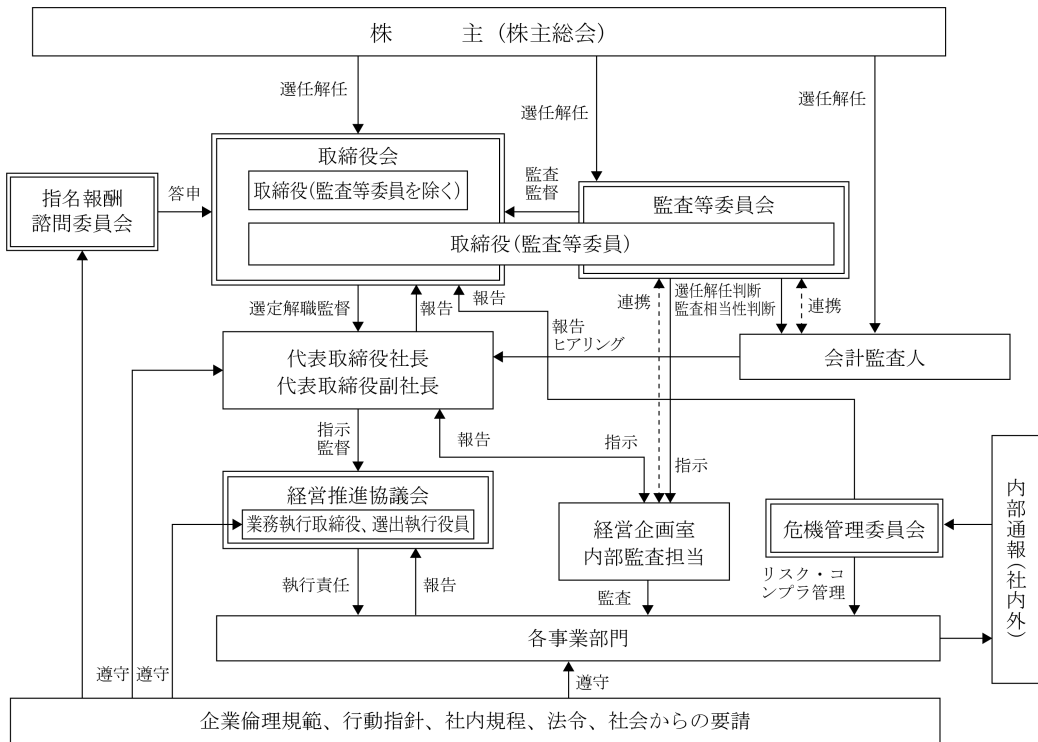 株　主（株主総会）
選任解任
選任解任
選任解任
取締役会
取締役（監査等委員を除く）
監査
監督
監査等委員会
指名報酬
諮問委員会
答申
取締役（監査等委員）
選定解職監督
報告
報告
連携
選任解任判断
監査相当性判断
連携
報告
ヒアリング
代表取締役社長
代表取締役副社長
会計監査人
指示
監督
報告
指示
指示
経営推進協議会
業務執行取締役、選出執行役員
経営企画室
内部監査担当
危機管理委員会
内部通報（社内外）
執行責任
報告
監査
リスク・コ
ンプラ管理
各事業部門
遵守
遵守
遵守
企業倫理規範、行動指針、社内規程、法令、社会からの要請